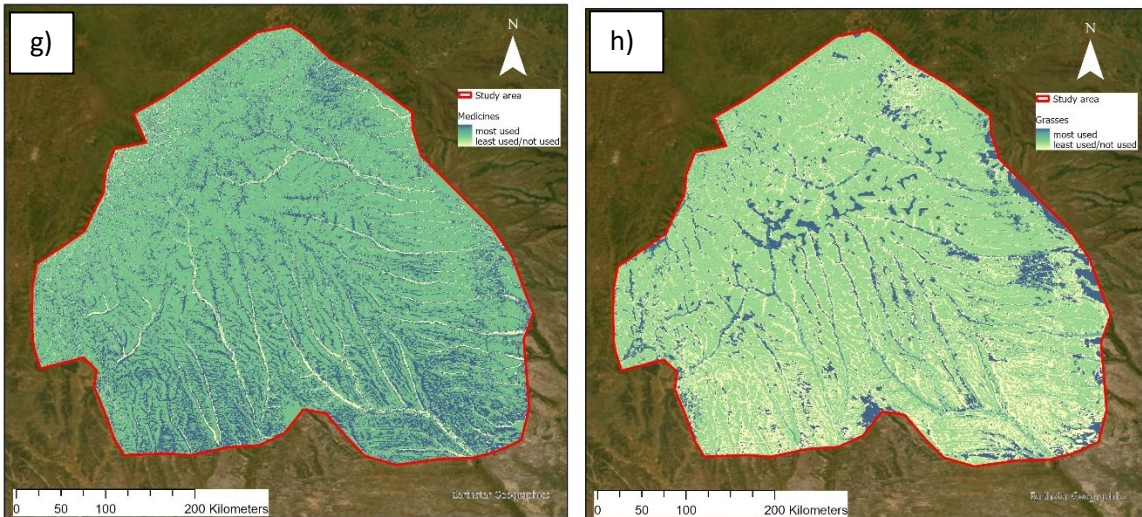 g)
N
Study area
Medicines
most used
least used/not used
0 50 100 200 Kilometers
Earthstar Geographics
h)
N
Study area
Grasses
most used
least used/not used
0 50 100 200 Kilometers
Earthstar Geographics